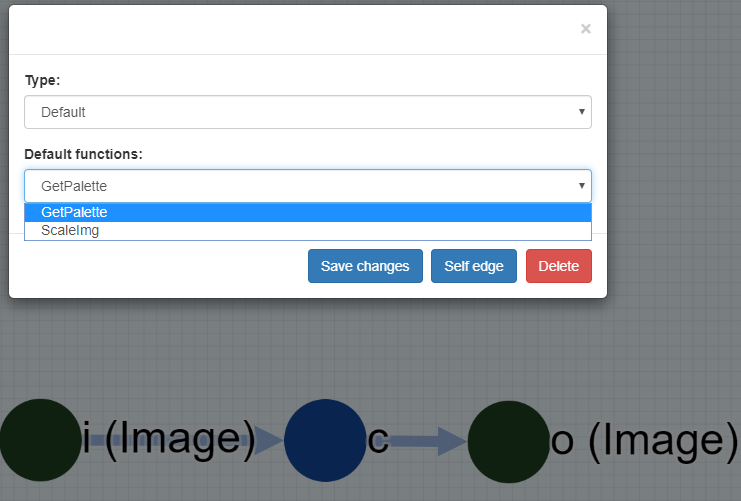 ×
Type:
Default
Default functions:
GetPalette
GetPalette
ScaleImg
Save changes Self edge Delete
i (Image) c o (Image)